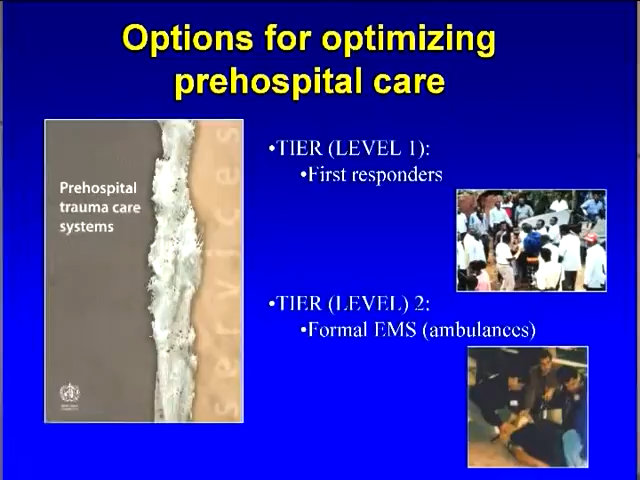 Options for optimizing
prehospital care
Prehospital
trauma care
systems
services
•TIER (LEVEL 1):
•First responders
•TIER (LEVEL) 2:
•Formal EMS (ambulances)